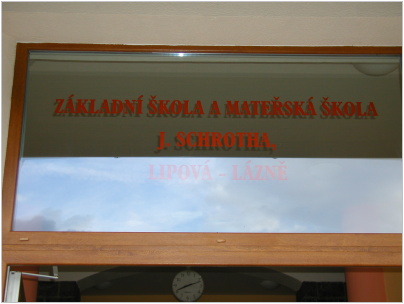 ZÁKLADNÍ ŠKOLA A MATEŘSKÁ ŠKOLA
J. SCHROTHA,
LIPOVÁ - LÁZNĚ